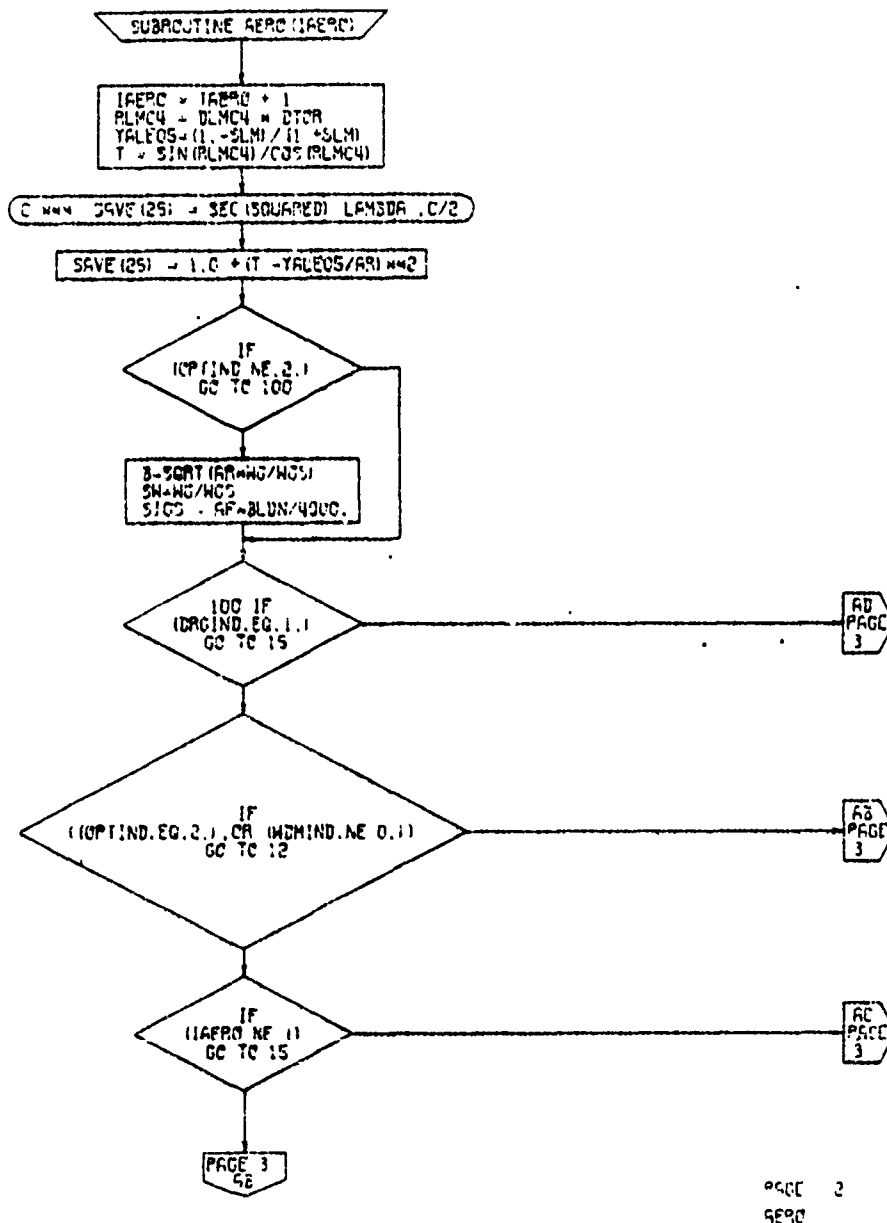 SUBROUTINE AERO(IAERO)
IAERO = IAERO + 1
RLMC4 = DLMC4 * DTOR
YALEOS=(1.-SLM)/(1.+SLM)
T = SIN(RLMC4)/COS(RLMC4)
C *** SAVE(25) = SEC(SQUARED) LAMBDA ,C/2
SAVE(25) = 1.0 +(T -YALEOS/AR)**2
IF
(OPTIND.NE.2.)
GO TO 100
B=SQRT(AR*WG/WGS)
SW=WG/WGS
AF*BLDN/4000.
100 IF
(DRGIND.EQ.1.)
GO TO 15
AD
PAGE
3
IF
((OPTIND.EQ.2.).OR.(WDMIND.NE.0.))
GO TO 12
PAGE
3
IF
(IAERO.NE.1)
GO TO 15
AC
PAGE
3
PAGE 3
PAGE 2
AERO